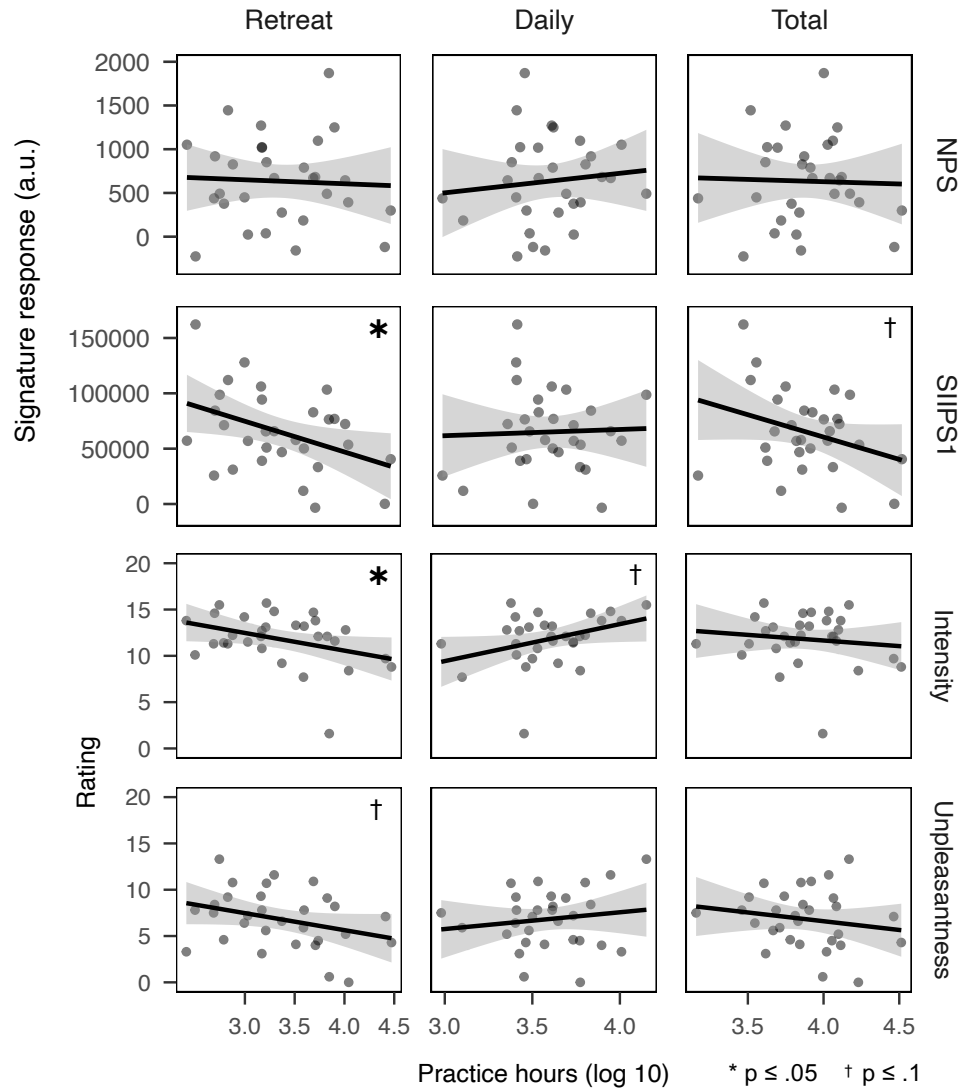 Retreat Daily Total
Signature response (a.u.)
2000
1500
1000
500
0
NPS
150000
100000
50000
0
*
†
SIIPS1
Rating
20
15
10
5
0
*
†
Intensity
20
15
10
5
0
†
Unpleasantness
3.0 3.5 4.0 4.5 3.0 3.5 4.0 3.5 4.0 4.5
Practice hours (log 10)
* p ≤ .05 † p ≤ .1